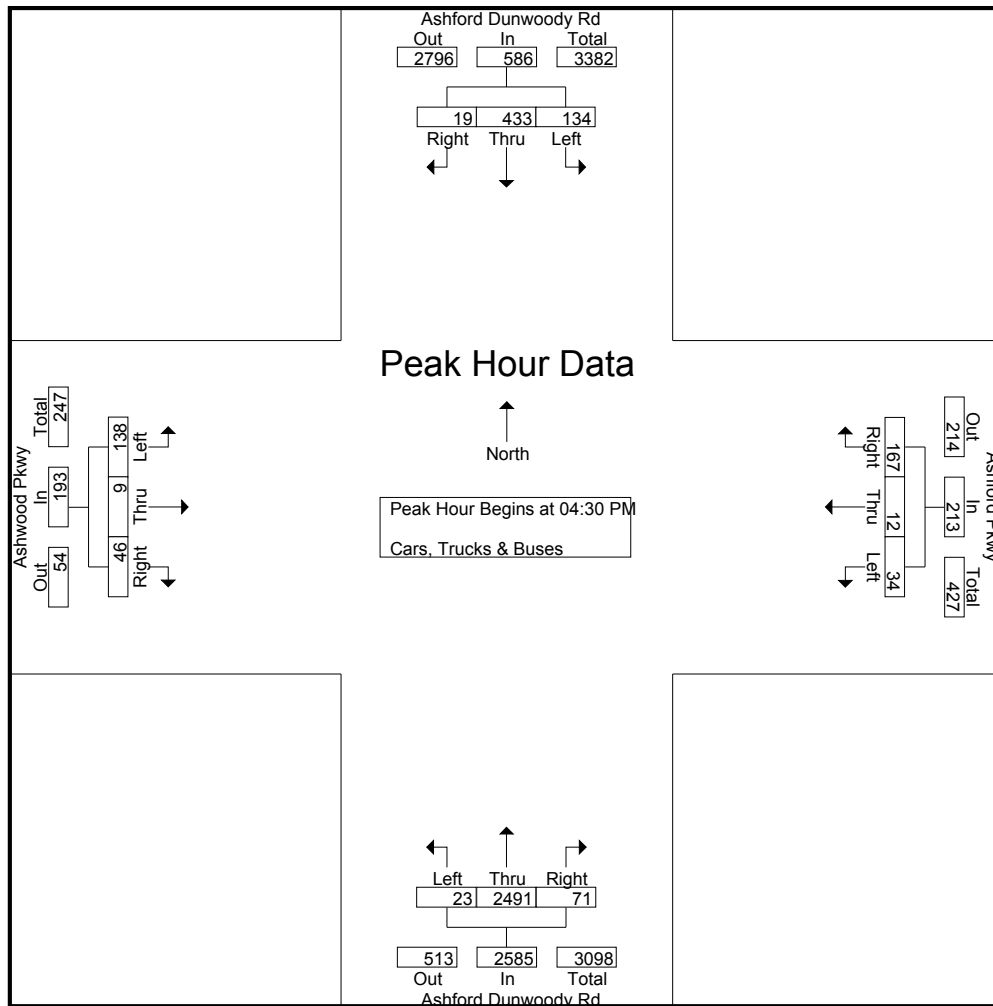 Ashford Dunwoody Rd
Out In Total
2796 586 3382
19 433 134
Right Thru Left
Peak Hour Data
North
Peak Hour Begins at 04:30 PM
Cars, Trucks & Buses
Ashwood Pkwy
Out In Total
54 193 247
46 9 138
Right Thru Left
Ashford Pkwy
Out In Total
214 213 427
167 12 34
Right Thru Left
Left Thru Right
23 2491 71
513 2585 3098
Out In Total
Ashford Dunwoody Rd